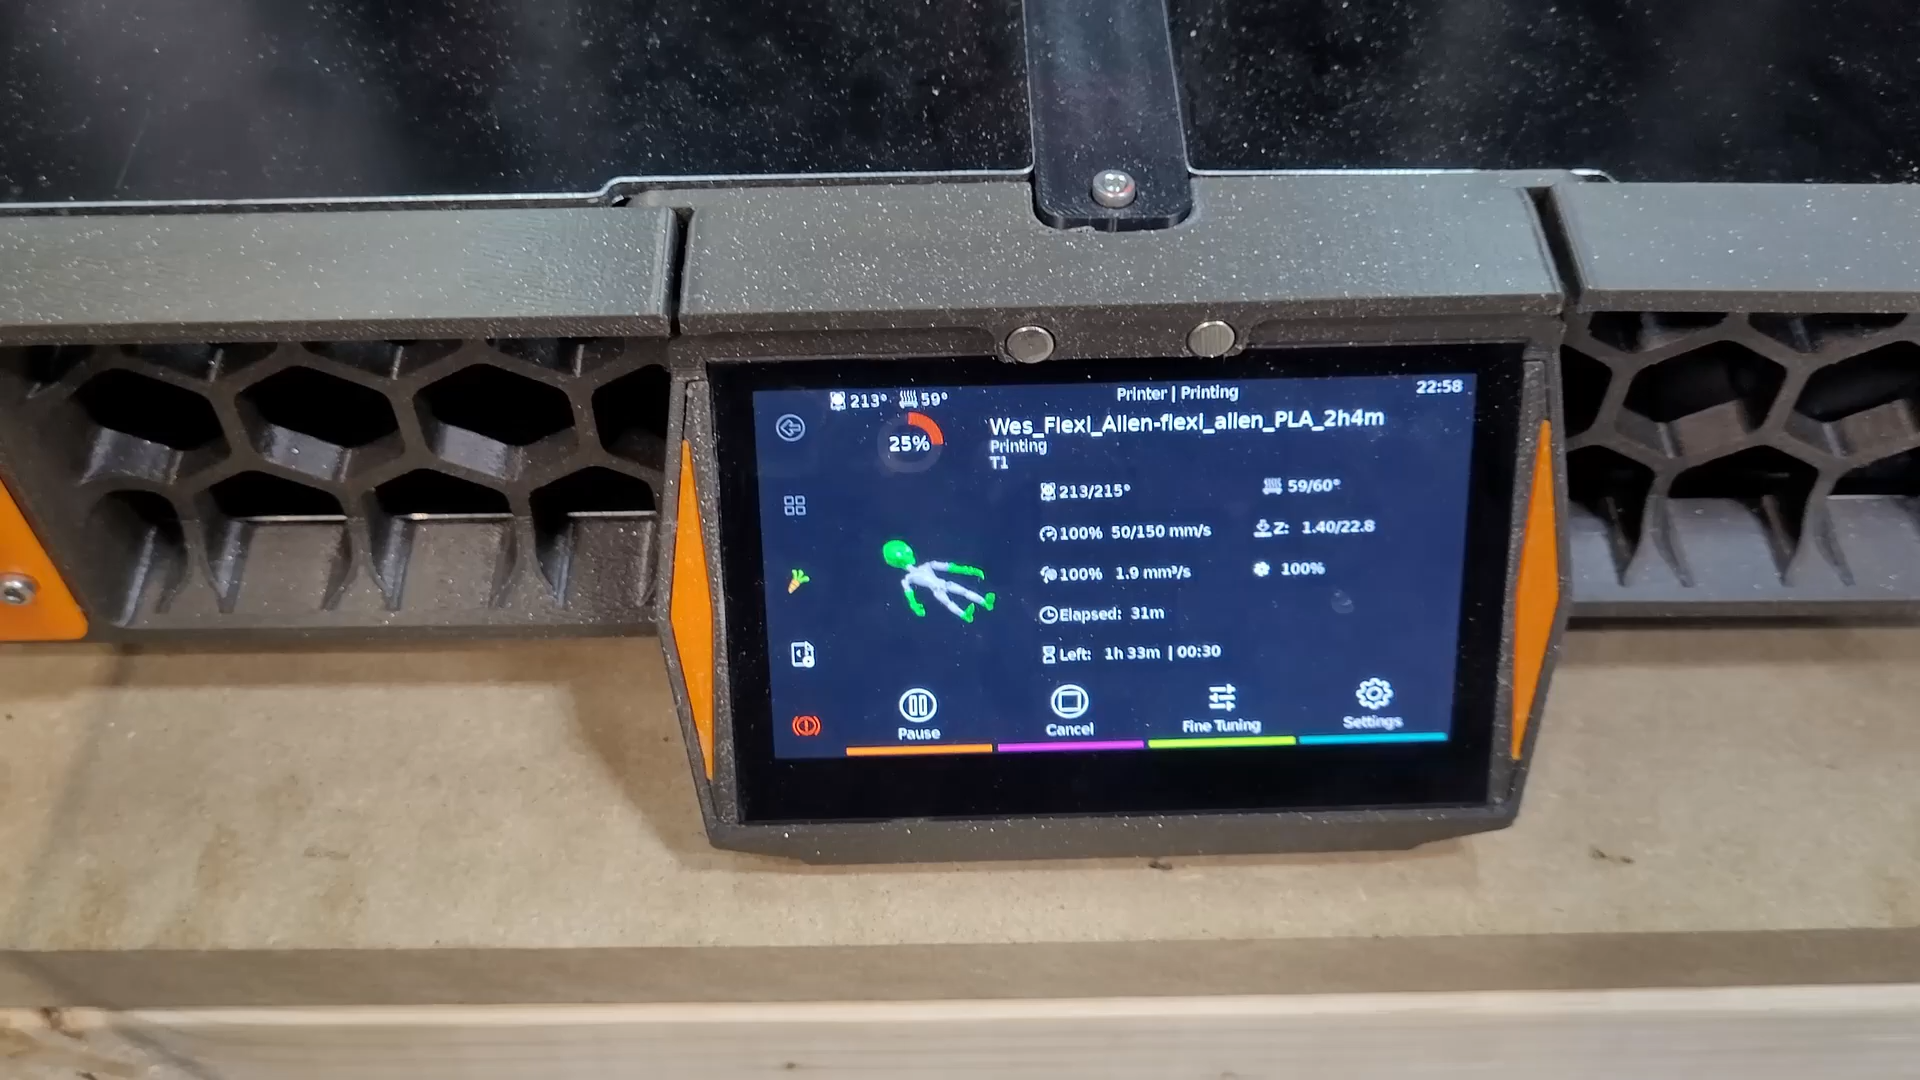 213° 59° Printer | Printing 22:58
25%
Wes_Flexi_Alien-flexi_alien_PLA_2h4m
Printing
T1
213/215° 59/60°
100% 50/150 mm/s Z: 1.40/22.8
100% 1.9 mm³/s 100%
Elapsed: 31m
Left: 1h 33m | 00:30
Pause Cancel Fine Tuning Settings